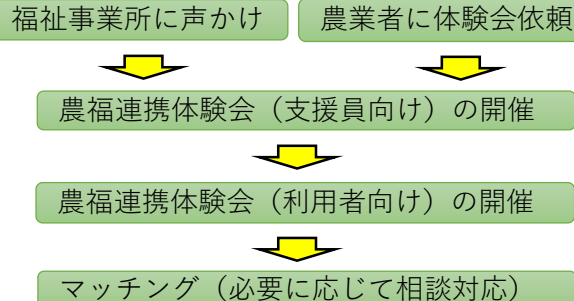 福祉事業所に声かけ
農業者に体験会依頼
農福連携体験会（支援員向け）の開催
農福連携体験会（利用者向け）の開催
マッチング（必要に応じて相談対応）